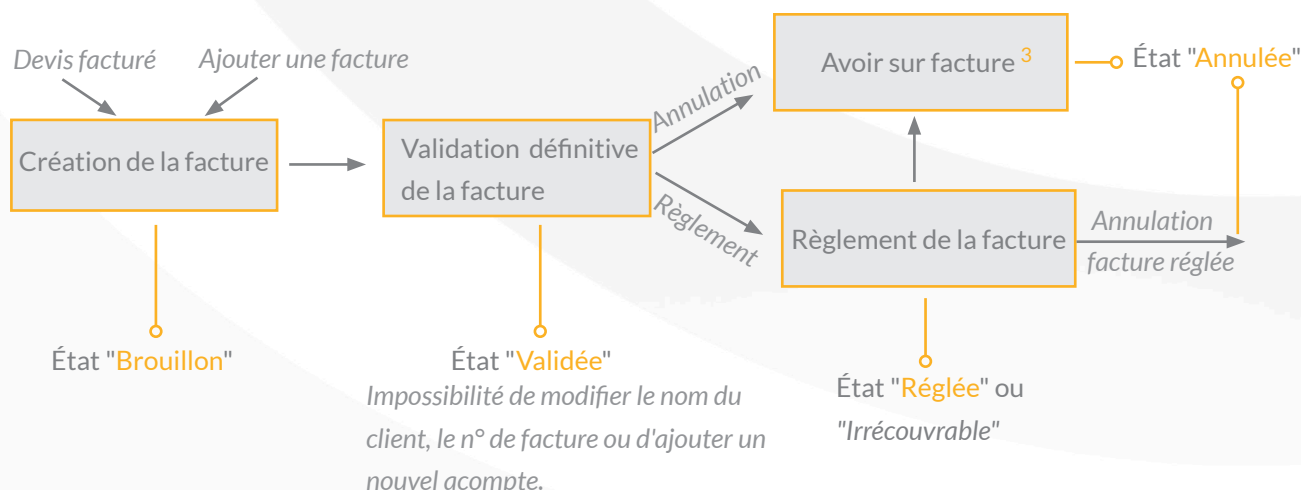 Devis facturé
Ajouter une facture
Création de la facture
État "Brouillon"
Validation définitive
de la facture
État "Validée"
Impossibilité de modifier le nom du
client, le n° de facture ou d'ajouter un
nouvel acompte.
Annulation
Règlement
Avoir sur facture 3
État "Annulée"
Règlement de la facture
Annulation
facture réglée
État "Réglée" ou
"Irrécouvrable"